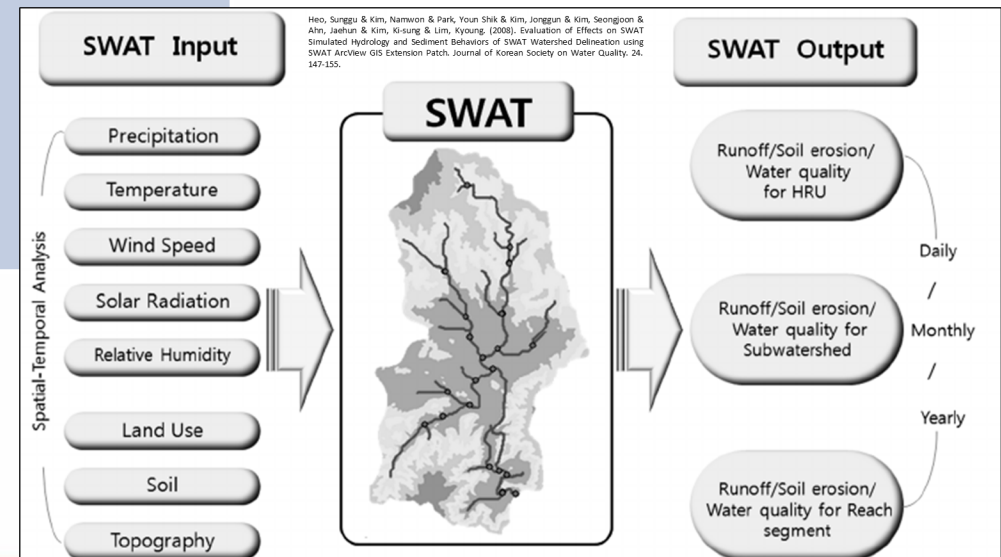 SWAT Input
Heo, Sunggu & Kim, Namwon & Park, Youn Shik & Kim, Jonggun & Kim, Seongjoon &
Ahn, Jaehun & Kim, Ki-sung & Lim, Kyoung. (2008). Evaluation of Effects on SWAT
Simulated Hydrology and Sediment Behaviors of SWAT Watershed Delineation using
SWAT ArcView GIS Extension Patch. Journal of Korean Society on Water Quality. 24.
147-155.
SWAT Output
Spatial-Temporal Analysis
Precipitation
Temperature
Wind Speed
Solar Radiation
Relative Humidity
Land Use
Soil
Topography
SWAT
Runoff/Soil erosion/
Water quality
for HRU
Runoff/Soil erosion/
Water quality for
Subwatershed
Runoff/Soil erosion/
Water quality for Reach
segment
Daily
/
Monthly
/
Yearly